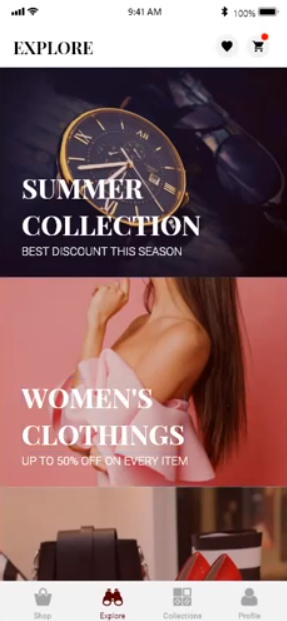 9:41 AM 100%
EXPLORE
SUMMER
COLLECTION
BEST DISCOUNT THIS SEASON
WOMEN'S
CLOTHINGS
UP TO 50% OFF ON EVERY ITEM
Shop Explore Collections Profile